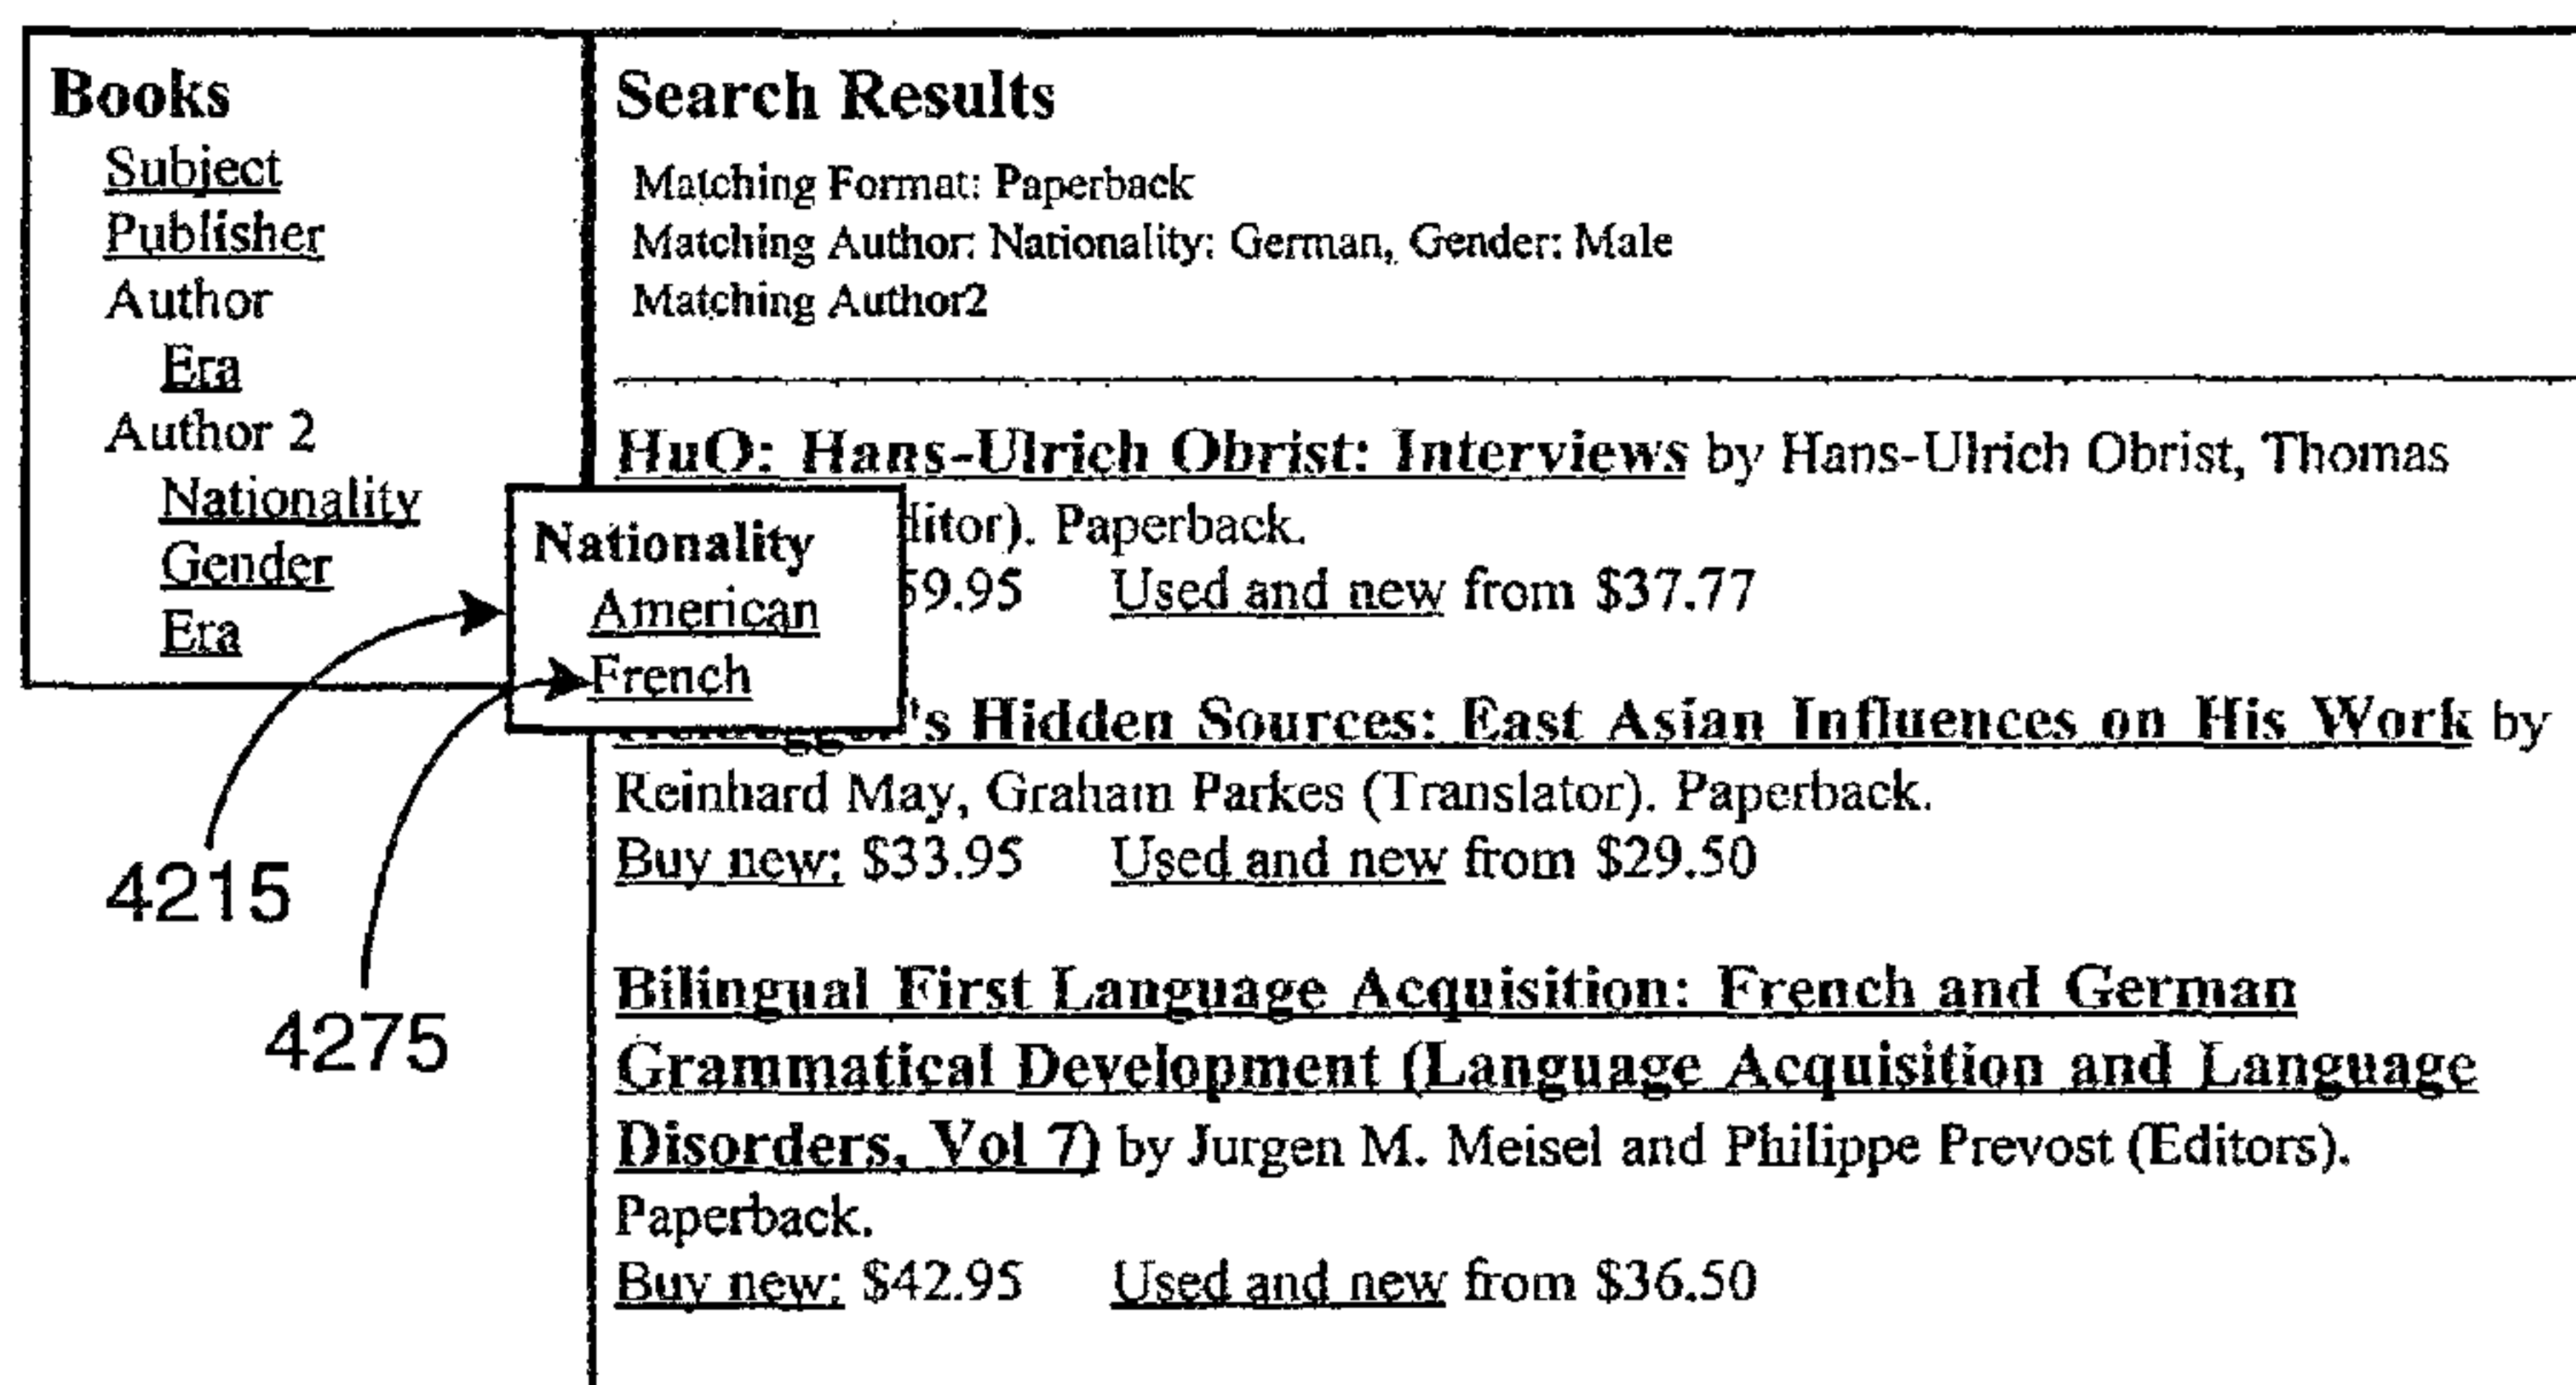 Books
Subject
Publisher
Author
Era
Author 2
Nationality
Gender
Era
Nationality
American
French
4215
4275
Search Results
Matching Format: Paperback
Matching Author: Nationality: German, Gender: Male
Matching Author2
HuO: Hans-Ulrich Obrist: Interviews by Hans-Ulrich Obrist, Thomas
Paperback.
Used and new from $37.77
's Hidden Sources: East Asian Influences on His Work by
Reinhard May, Graham Parkes (Translator). Paperback.
Buy new: $33.95 Used and new from $29.50
Bilingual First Language Acquisition: French and German
Grammatical Development (Language Acquisition and Language
Disorders, Vol 7) by Jurgen M. Meisel and Philippe Prevost (Editors).
Paperback.
Buy new: $42.95 Used and new from $36.50